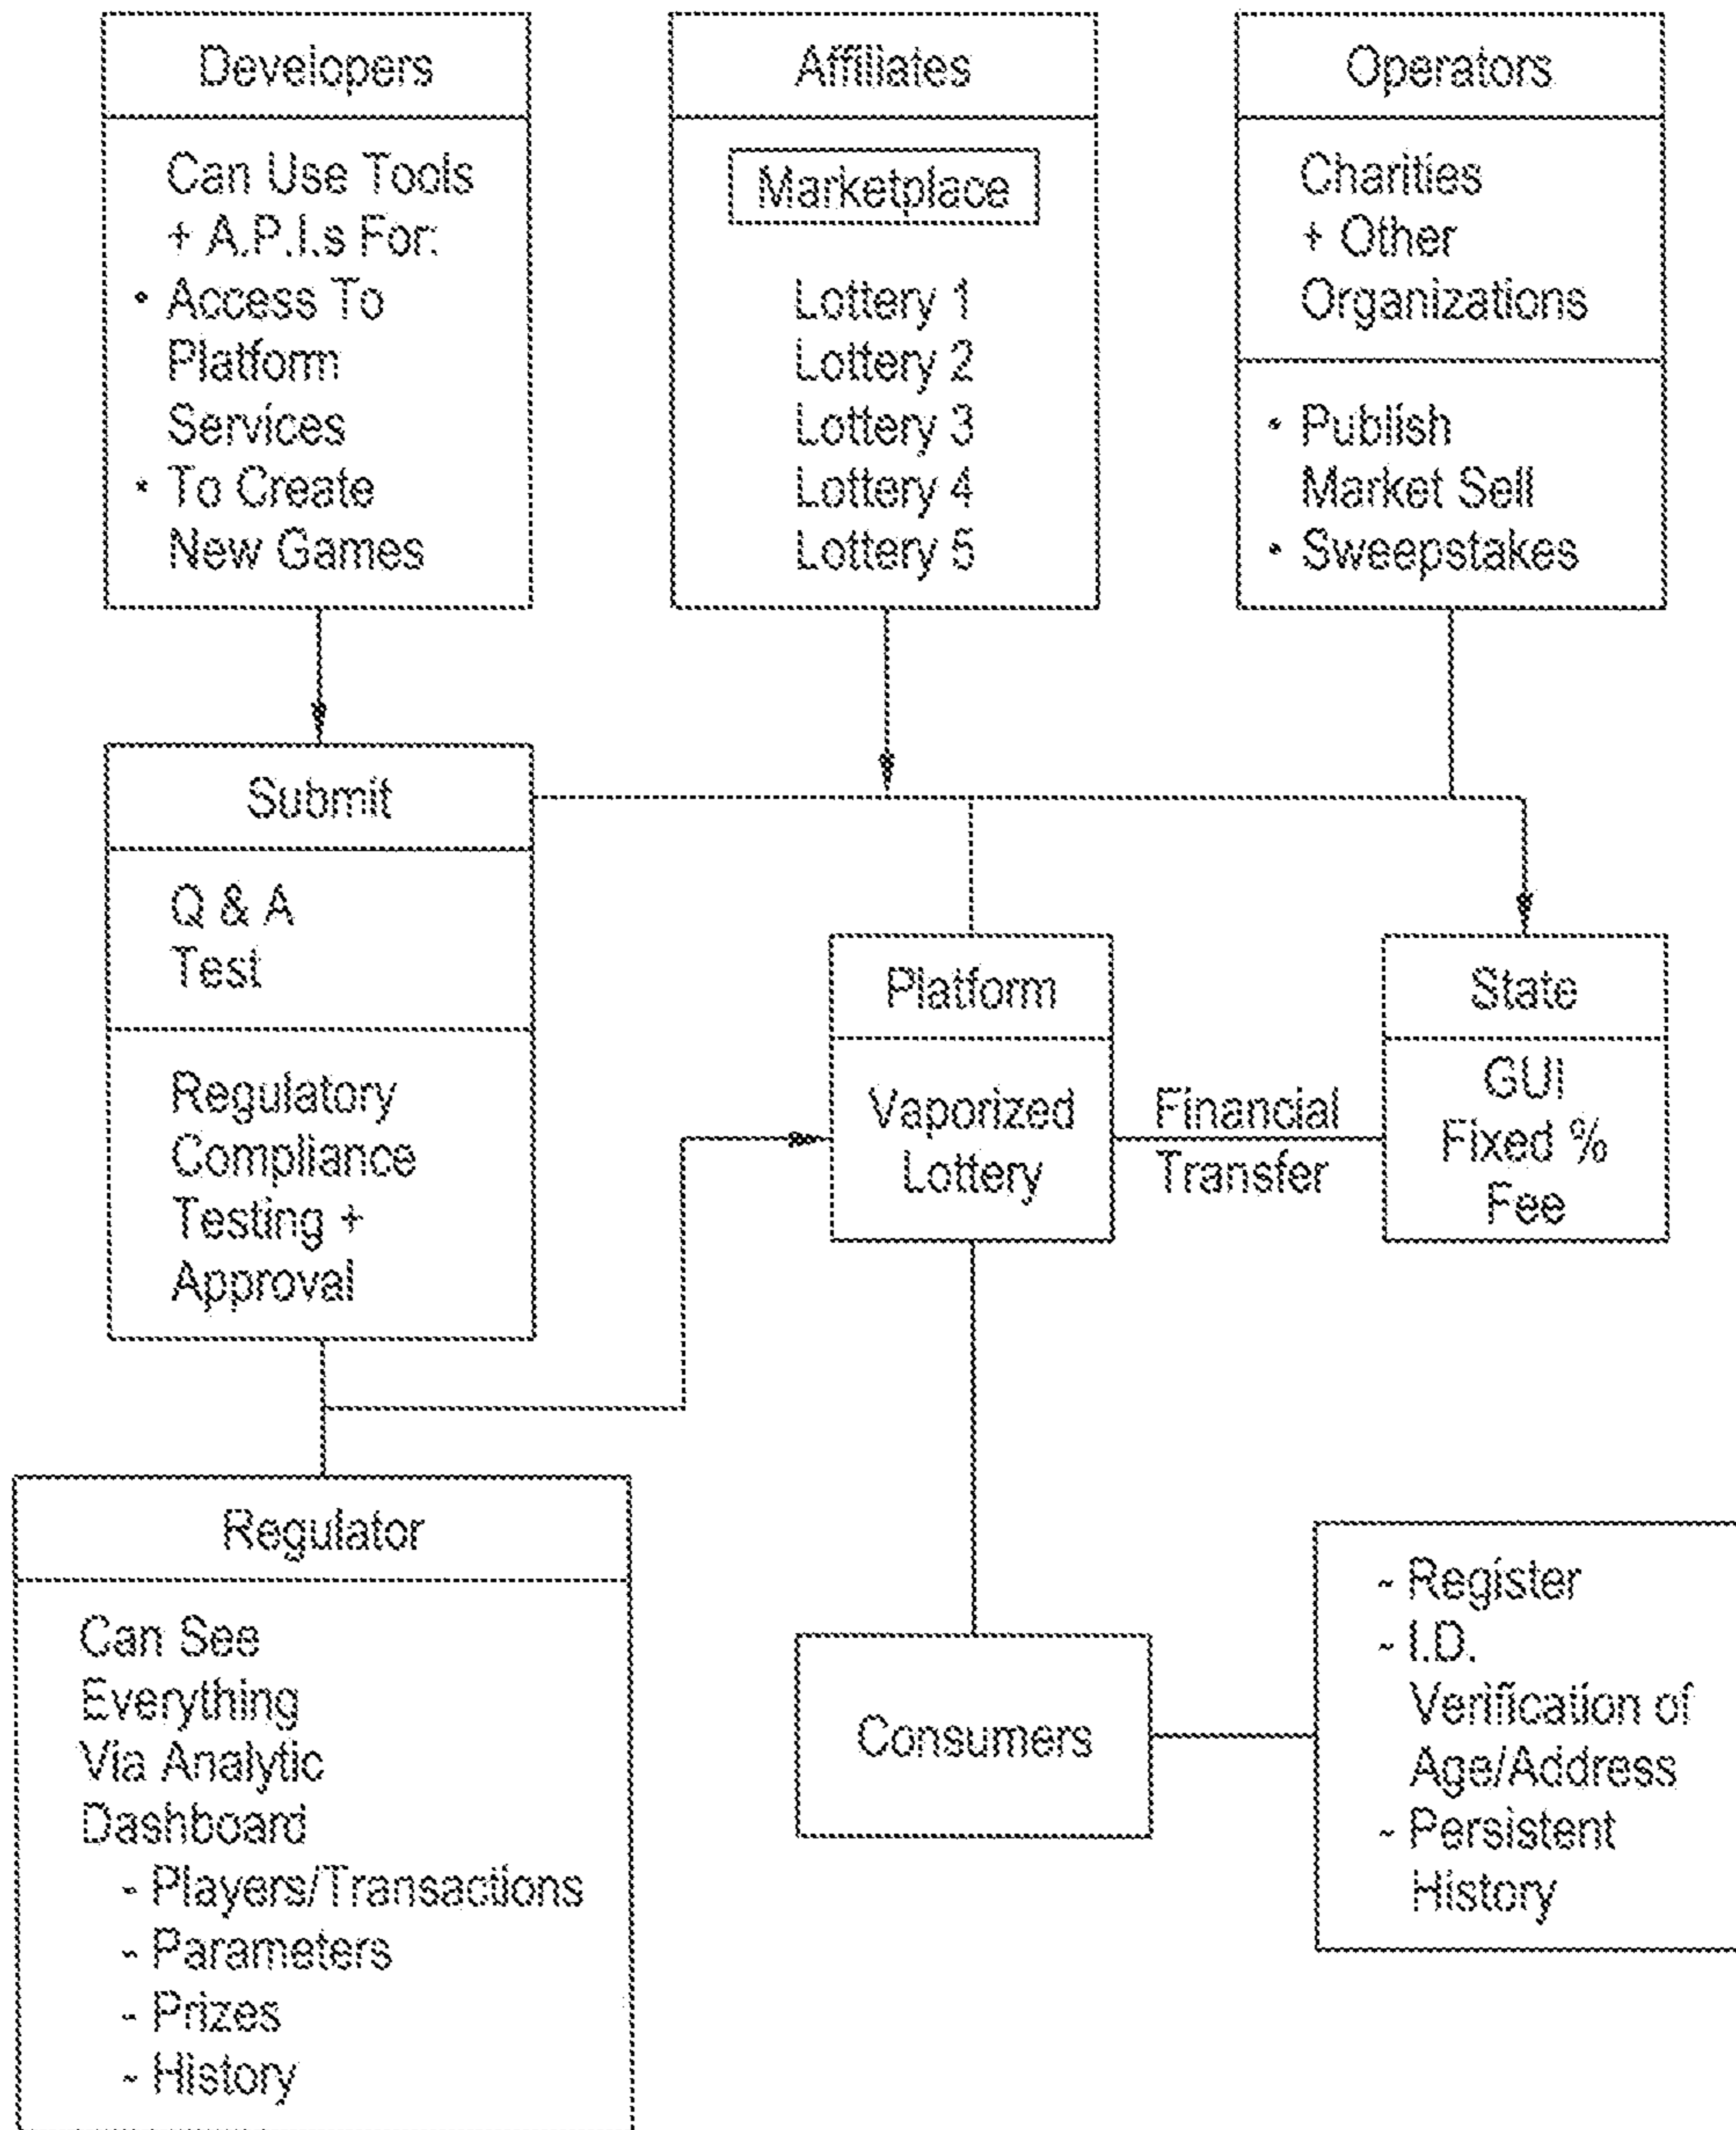 Developers
Can Use Tools
+ A.P.I.s For:
• Access To
Platform
Services
• To Create
New Games
Affiliates
Marketplace
Lottery 1
Lottery 2
Lottery 3
Lottery 4
Lottery 5
Operators
Charities
+ Other
Organizations
• Publish
Market Sell
• Sweepstakes
Submit
Q & A
Test
Regulatory
Compliance
Testing +
Approval
Platform
Vaporized
Lottery
Financial
Transfer
State
GUI
Fixed %
Fee
Regulator
Can See
Everything
Via Analytic
Dashboard
- Players/Transactions
- Parameters
- Prizes
- History
Consumers
- Register
- I.D.
Verification of
Age/Address
- Persistent
History